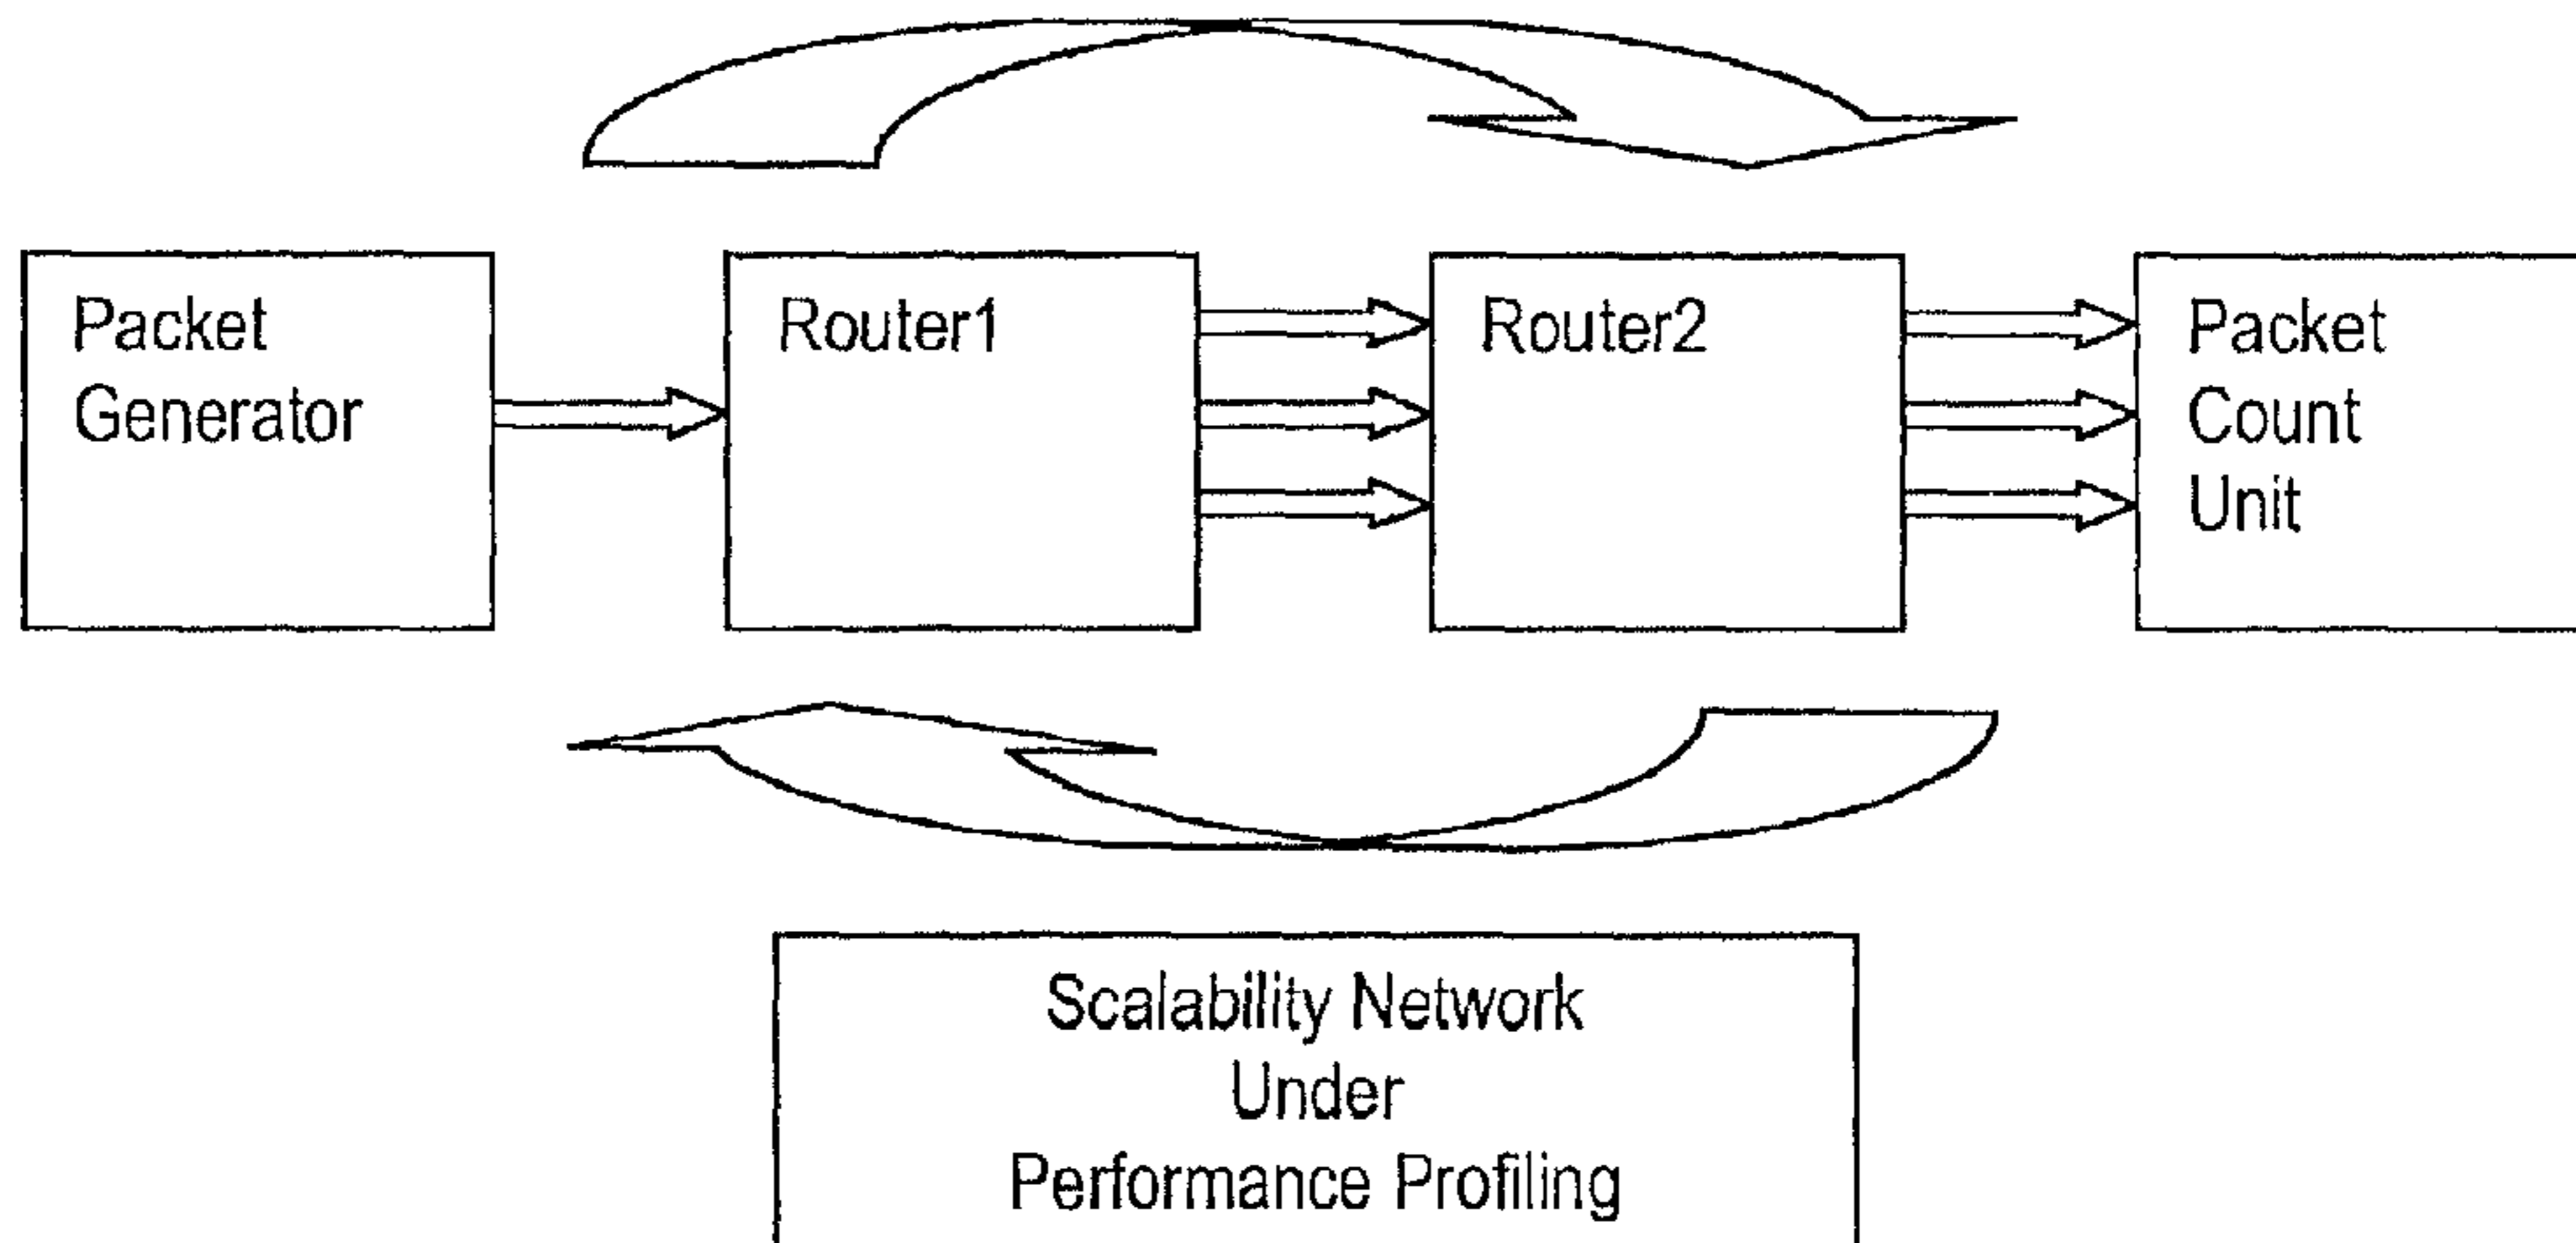 Packet
Generator
Router1
Router2
Packet
Count
Unit
Scalability Network
Under
Performance Profiling